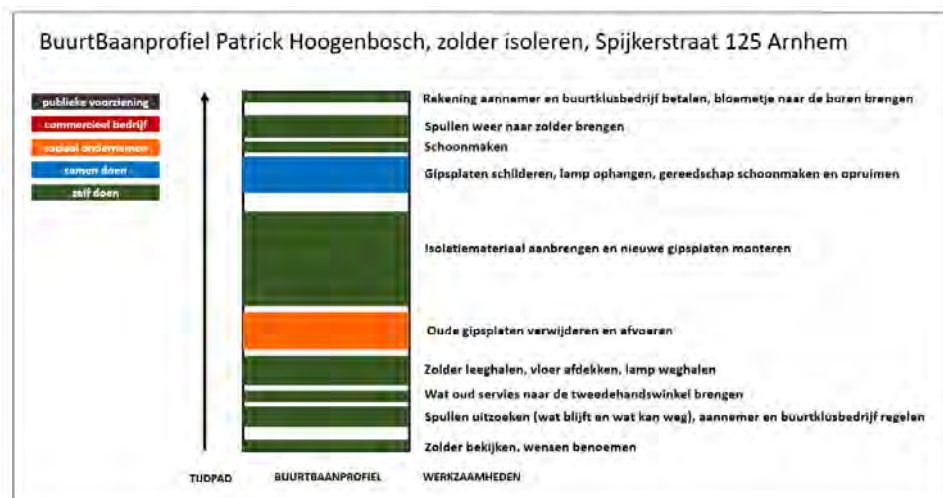 BuurtBaanprofiel Patrick Hoogenbosch, zolder isoleren, Spijkerstraat 125 Arnhem
publieke voorziening
commercieel bedrijf
sociaal ondernemen
samen doen
zelf doen
Rekening aannemer en buurtklusbedrijf betalen, bloemetje naar de buren brengen
Spullen weer naar zolder brengen
Schoonmaken
Gipsplaten schilderen, lamp ophangen, gereedschap schoonmaken en opruimen
Isolatiemateriaal aanbrengen en nieuwe gipsplaten monteren
Oude gipsplaten verwijderen en afvoeren
Zolder leeghalen, vloer afdekken, lamp weghalen
Wat oud servies naar de tweedehandswinkel brengen
Spullen uitzoeken (wat blijft en wat kan weg), aannemer en buurtklusbedrijf regelen
Zolder bekijken, wensen benoemen
TIJDPAD BUURTBAANPROFIEL WERKZAAMHEDEN